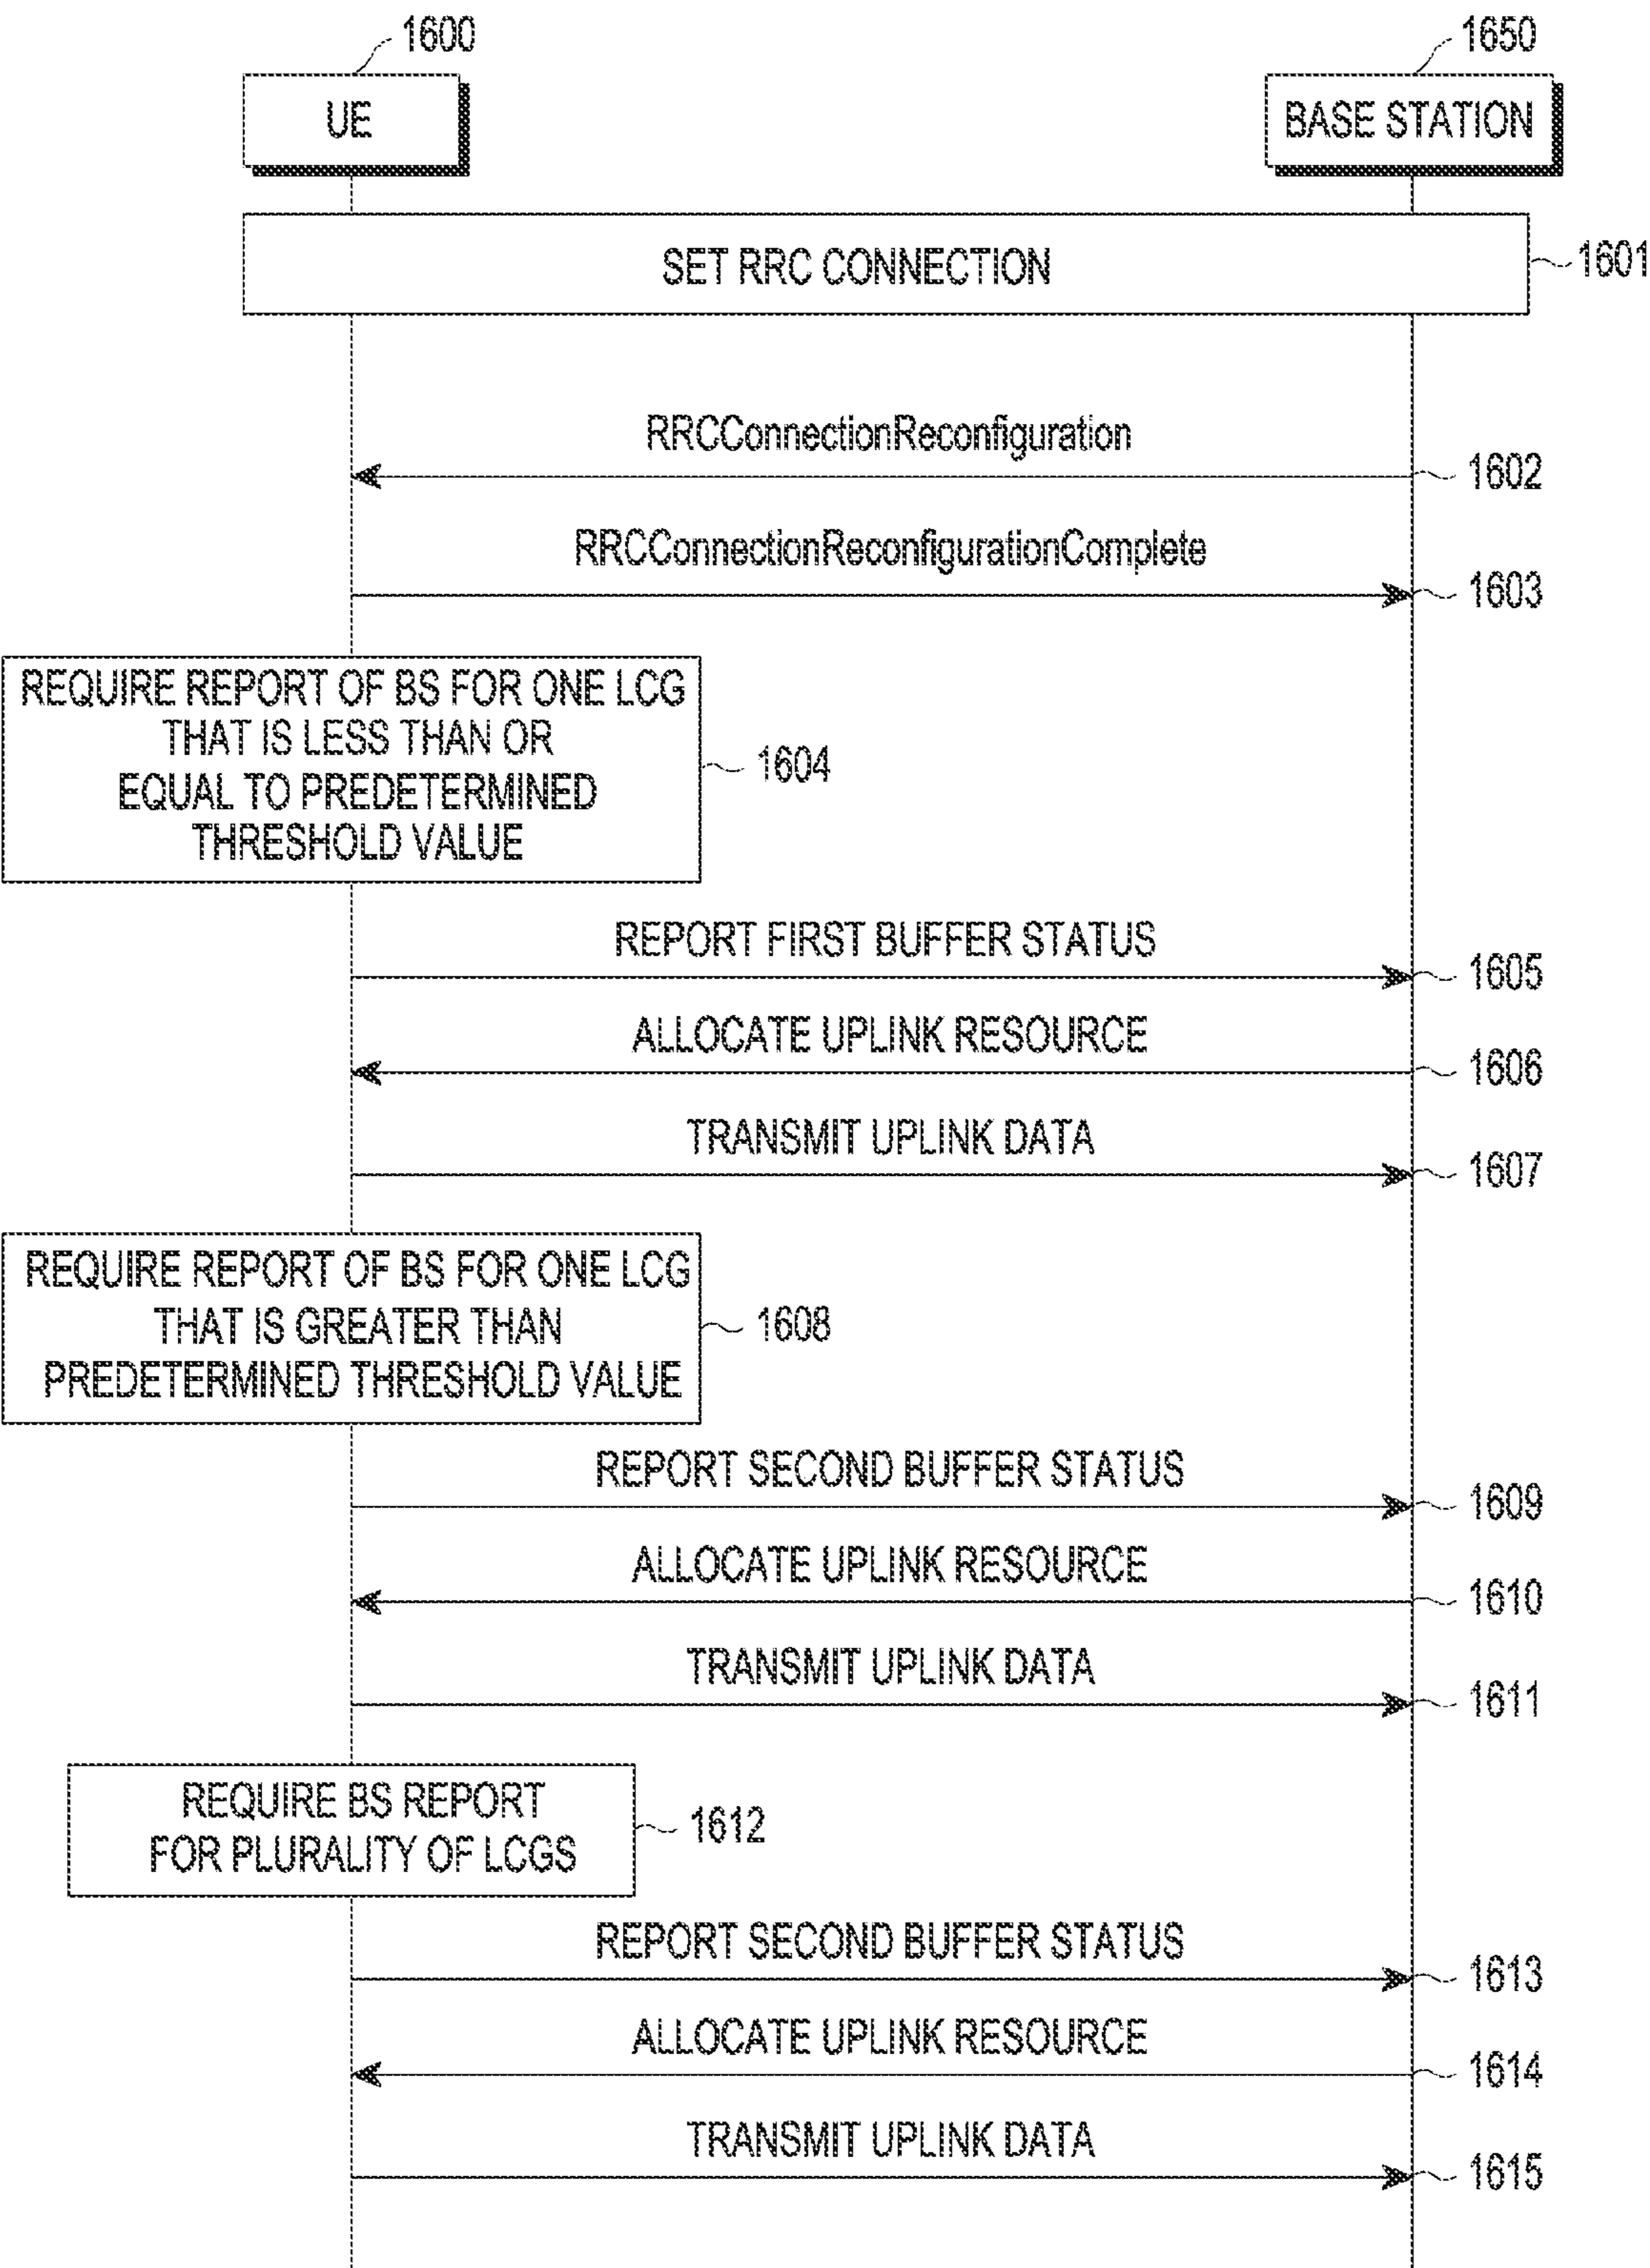 1600
1650
UE
BASE STATION
SET RRC CONNECTION
1601
RRCConnectionReconfiguration
1602
RRCConnectionReconfigurationComplete
1603
REQUIRE REPORT OF BS FOR ONE LCG
THAT IS LESS THAN OR
EQUAL TO PREDETERMINED
THRESHOLD VALUE
1604
REPORT FIRST BUFFER STATUS
1605
ALLOCATE UPLINK RESOURCE
1606
TRANSMIT UPLINK DATA
1607
REQUIRE REPORT OF BS FOR ONE LCG
THAT IS GREATER THAN
PREDETERMINED THRESHOLD VALUE
1608
REPORT SECOND BUFFER STATUS
1609
ALLOCATE UPLINK RESOURCE
1610
TRANSMIT UPLINK DATA
1611
REQUIRE BS REPORT
FOR PLURALITY OF LCGS
1612
REPORT SECOND BUFFER STATUS
1613
ALLOCATE UPLINK RESOURCE
1614
TRANSMIT UPLINK DATA
1615